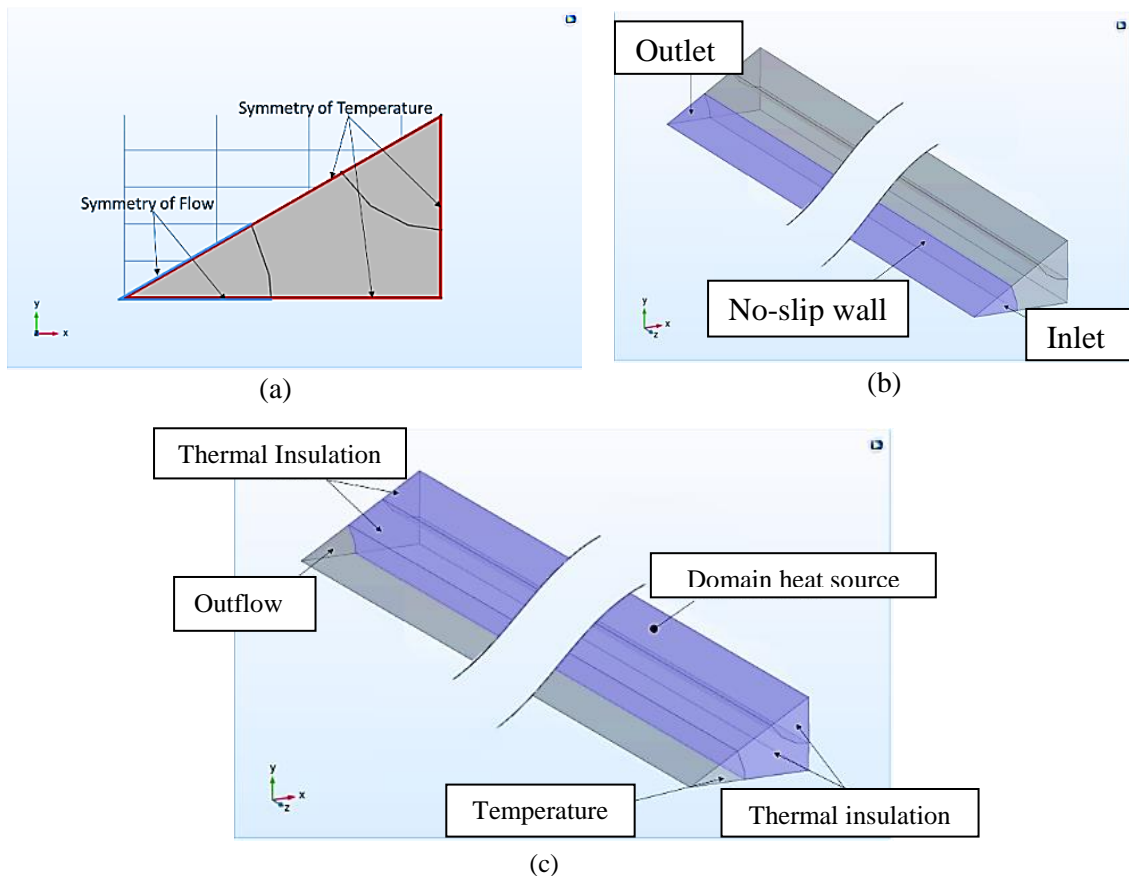 Symmetry of Temperature
Symmetry of Flow
y
x
(a)
Outlet
No-slip wall
Inlet
y
x
z
(b)
Thermal Insulation
Outflow
Domain heat source
Temperature
Thermal insulation
y
x
z
(c)